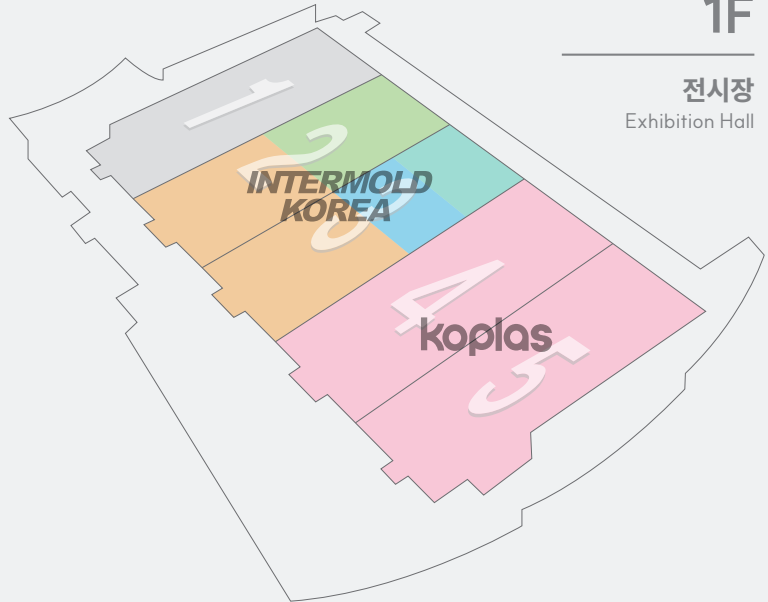 1F
전시장
Exhibition Hall
1
2
INTERMOLD
KOREA
3
4
koplas
5